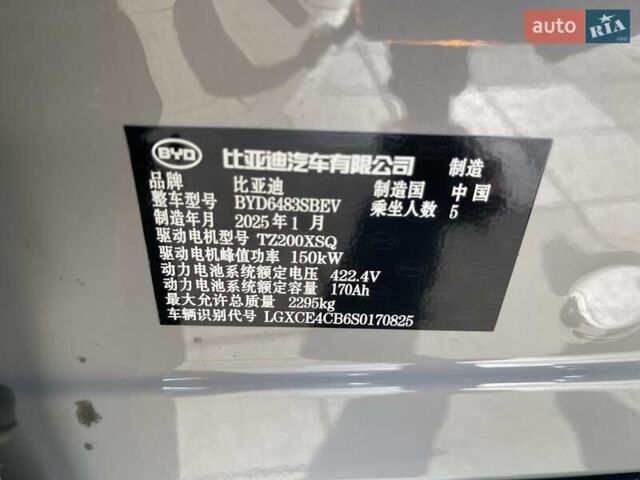 auto RIA.com
BYD 比亚迪汽车有限公司 制造
品牌 比亚迪 制造国 中国
整车型号 BYD6483SBEV 乘坐人数 5
制造年月 2025年1月
驱动电机型号 TZ200XSQ
驱动电机峰值功率 150kW
动力电池系统额定电压 422.4V
动力电池系统额定容量 170Ah
最大允许总质量 2295kg
车辆识别代号 LGXCE4CB6S0170825